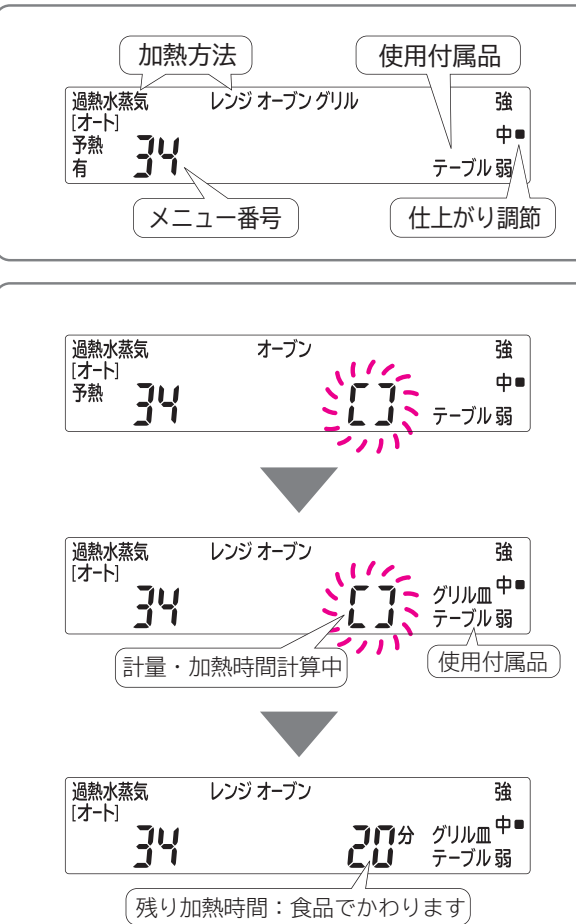 加熱方法 使用付属品
過熱水蒸気 レンジ オーブン グリル 強
[オート] 中■
予熱
有 34 テーブル 弱
メニュー番号 仕上がり調節
過熱水蒸気 オーブン 強
[オート] 中■
予熱 34 テーブル 弱
過熱水蒸気 レンジ オーブン 強
[オート] グリル皿 中■
34 テーブル 弱
計量・加熱時間計算中 使用付属品
過熱水蒸気 レンジ オーブン 強
[オート] 中■
34 20分 グリル皿
テーブル 弱
残り加熱時間:食品でかわります